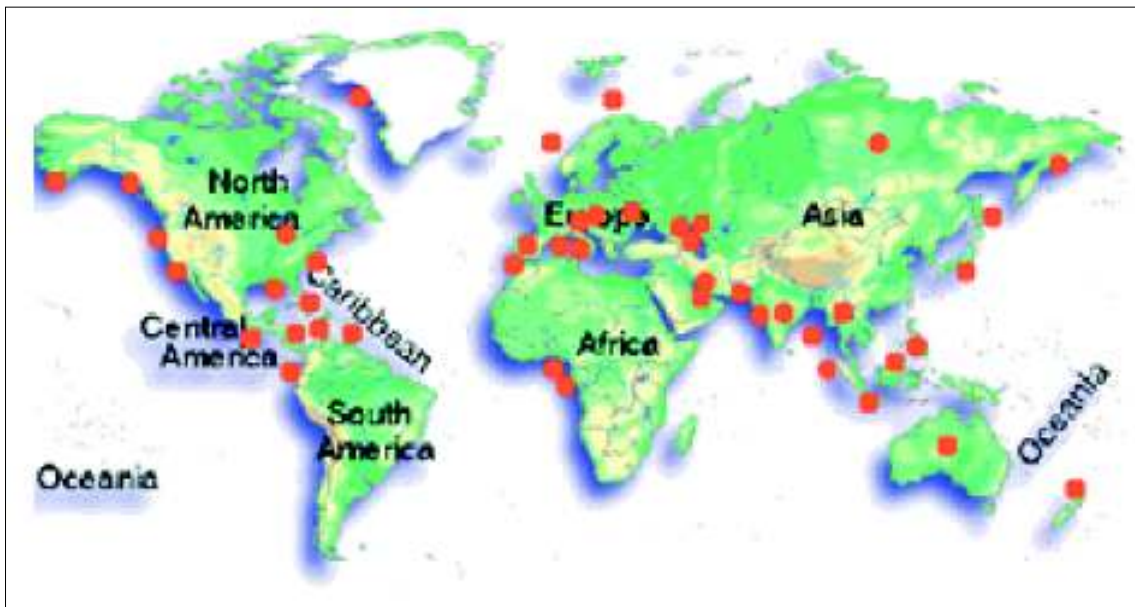 North
America
Europe
Asia
Caribbean
Central
America
Africa
South
America
Oceania
Oceania